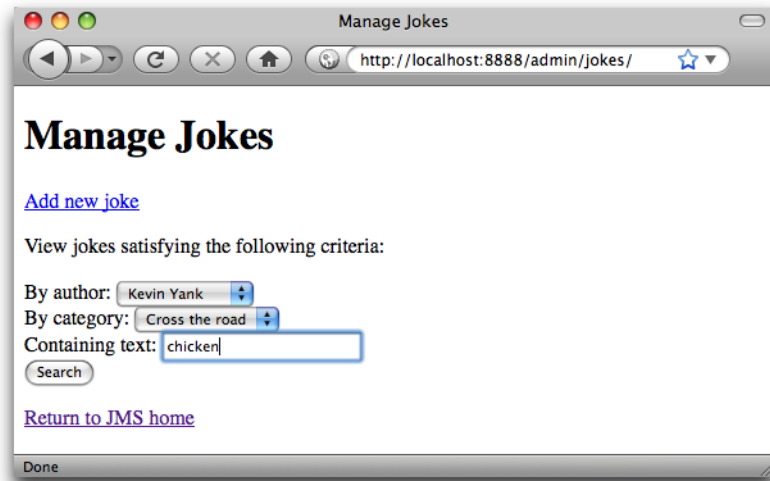 Manage Jokes
http://localhost:8888/admin/jokes/
Manage Jokes
Add new joke
View jokes satisfying the following criteria:
By author: Kevin Yank
By category: Cross the road
Containing text: chicken
Search
Return to JMS home
Done